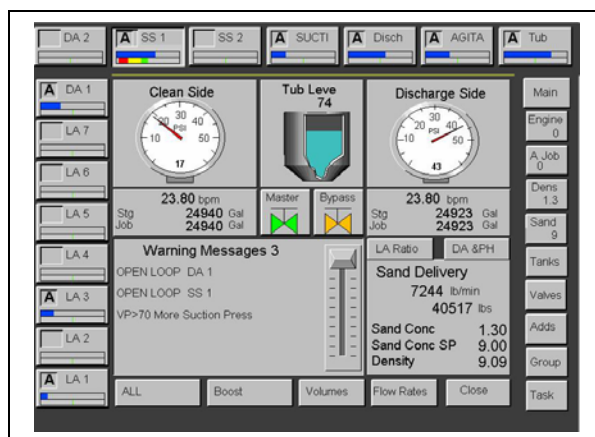 DA 2
A SS 1
SS 2
A SUCTI
A Disch
A AGITA
A Tub
A DA 1
LA 7
LA 6
LA 5
LA 4
A LA 3
LA 2
A LA 1
Clean Side
10 20 30 40 50
PSI
17
Tub Leve
74
Discharge Side
10 20 30 40 50
PSI
43
23.80 bpm
Stg 24940 Gal
Job 24940 Gal
Master
Bypass
23.80 bpm
Stg 24923 Gal
Job 24923 Gal
Warning Messages 3
OPEN LOOP DA 1
OPEN LOOP SS 1
VP>70 More Suction Press
LA Ratio
DA &PH
Sand Delivery
7244 lb/min
40517 lbs
Sand Conc 1.30
Sand Conc SP 9.00
Density 9.09
ALL
Boost
Volumes
Flow Rates
Close
Main
Engine
0
A Job
0
Dens
1.3
Sand
9
Tanks
Valves
Adds
Group
Task